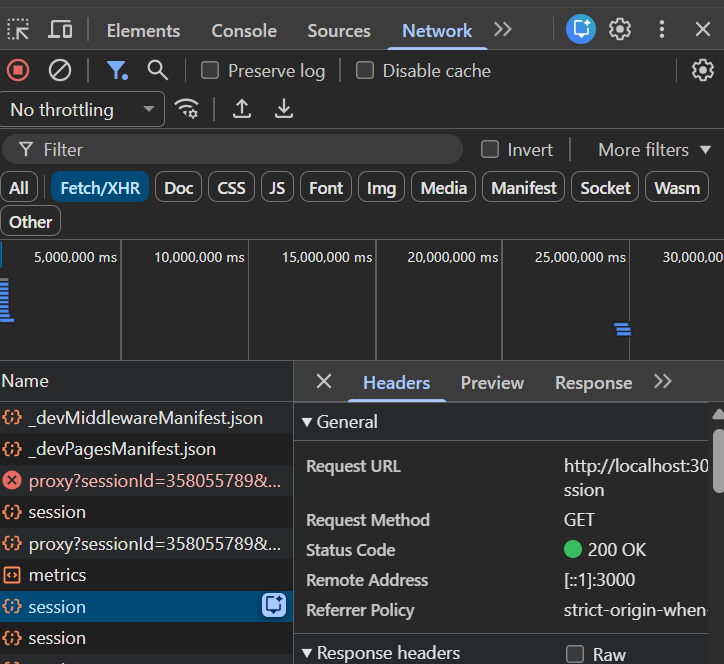 Elements Console Sources Network
Preserve log Disable cache
No throttling
Filter Invert More filters
All Fetch/XHR Doc CSS JS Font Img Media Manifest Socket Wasm
Other
5,000,000 ms 10,000,000 ms 15,000,000 ms 20,000,000 ms 25,000,000 ms 30,000,00
Name
Headers Preview Response
_devMiddlewareManifest.json
_devPagesManifest.json
proxy?sessionId=358055789&...
session
proxy?sessionId=358055789&...
metrics
session
session
General
Request URL http://localhost:30
ssion
Request Method GET
Status Code 200 OK
Remote Address [::1]:3000
Referrer Policy strict-origin-when-
Response headers Raw